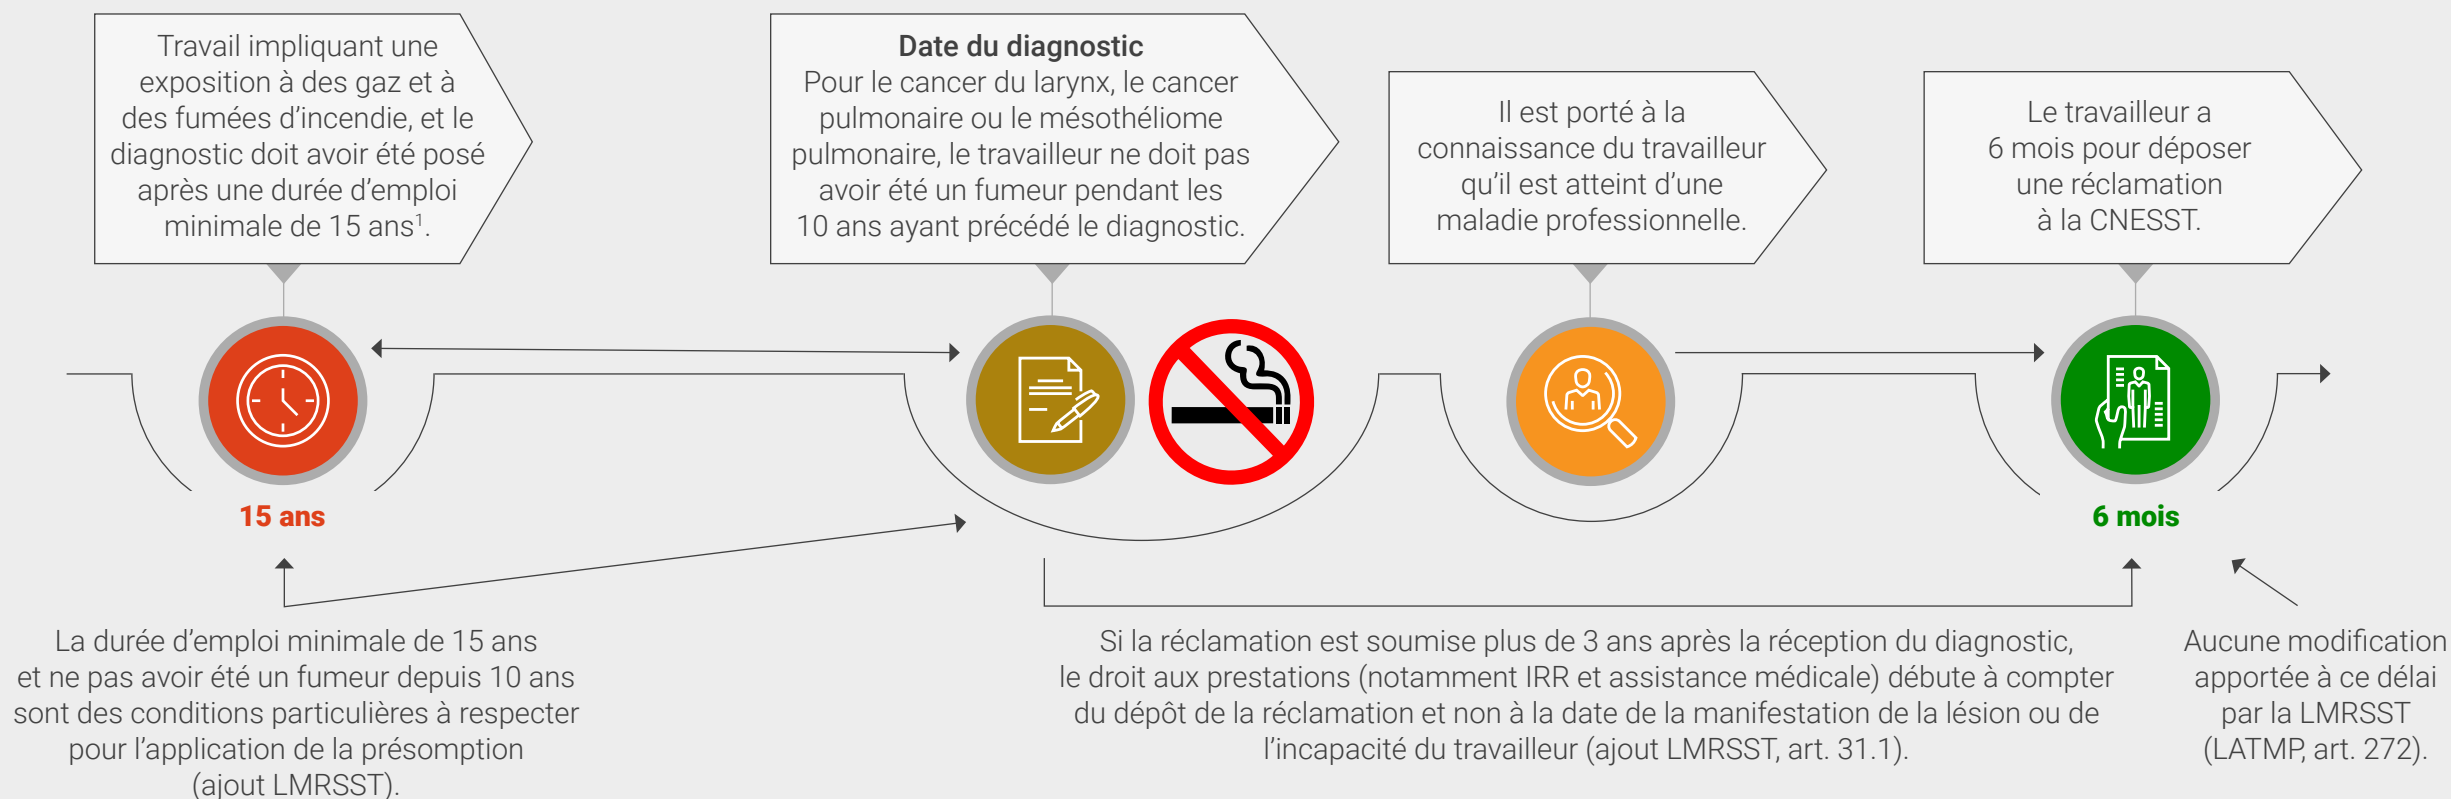 Travail impliquant une
exposition à des gaz et à
des fumées d’incendie, et le
diagnostic doit avoir été posé
après une durée d’emploi
minimale de 15 ans¹.
Date du diagnostic
Pour le cancer du larynx, le cancer
pulmonaire ou le mésothéliome
pulmonaire, le travailleur ne doit pas
avoir été un fumeur pendant les
10 ans ayant précédé le diagnostic.
Il est porté à la
connaissance du travailleur
qu’il est atteint d’une
maladie professionnelle.
Le travailleur a
6 mois pour déposer
une réclamation
à la CNESST.
15 ans
6 mois
La durée d’emploi minimale de 15 ans
et ne pas avoir été un fumeur depuis 10 ans
sont des conditions particulières à respecter
pour l’application de la présomption
(ajout LMRSST).
Si la réclamation est soumise plus de 3 ans après la réception du diagnostic,
le droit aux prestations (notamment IRR et assistance médicale) débute à compter
du dépôt de la réclamation et non à la date de la manifestation de la lésion ou de
l’incapacité du travailleur (ajout LMRSST, art. 31.1).
Aucune modification
apportée à ce délai
par la LMRSST
(LATMP, art. 272).